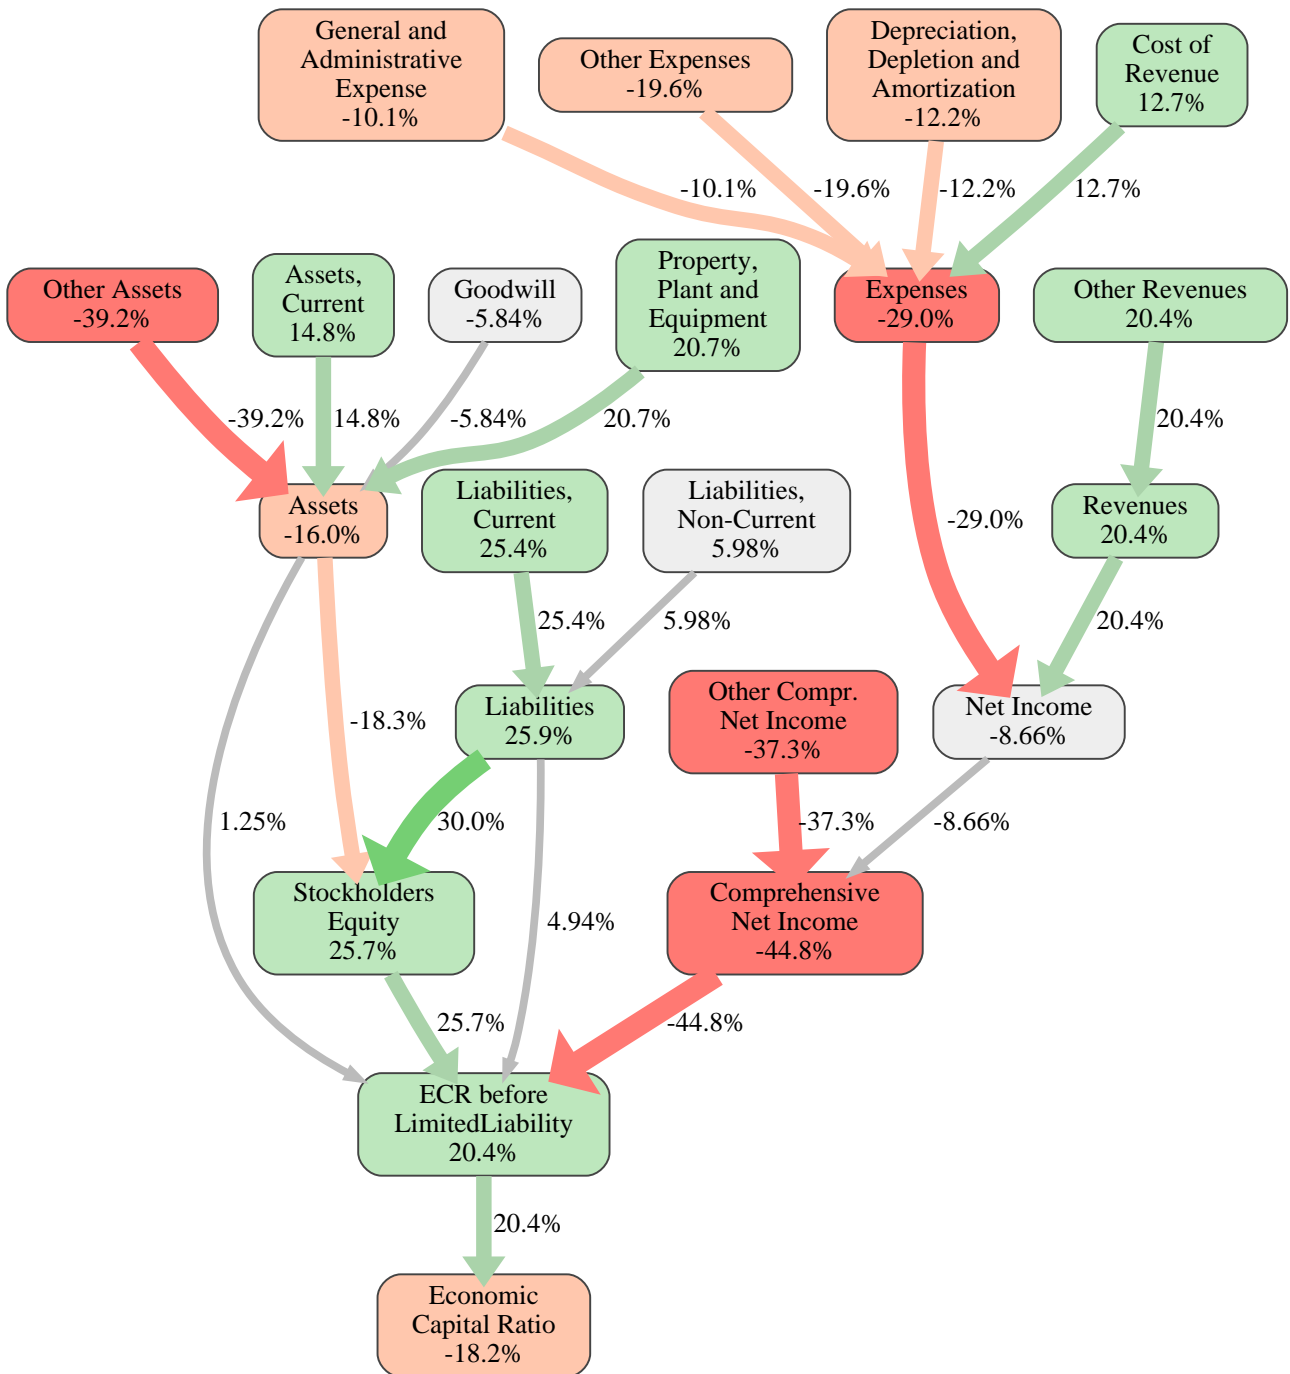 General and
Administrative
Expense
-10.1%
Other Expenses
-19.6%
Depreciation,
Depletion and
Amortization
-12.2%
Cost of
Revenue
12.7%
-10.1%
-19.6%
-12.2%
12.7%
Other Assets
-39.2%
Assets,
Current
14.8%
Goodwill
-5.84%
Property,
Plant and
Equipment
20.7%
Expenses
-29.0%
Other Revenues
20.4%
-39.2%
14.8%
-5.84%
20.7%
20.4%
Assets
-16.0%
Liabilities,
Current
25.4%
Liabilities,
Non-Current
5.98%
-29.0%
Revenues
20.4%
25.4%
5.98%
20.4%
-18.3%
Liabilities
25.9%
Other Compr.
Net Income
-37.3%
Net Income
-8.66%
1.25%
30.0%
-37.3%
-8.66%
Stockholders
Equity
25.7%
4.94%
Comprehensive
Net Income
-44.8%
25.7%
-44.8%
ECR before
LimitedLiability
20.4%
20.4%
Economic
Capital Ratio
-18.2%